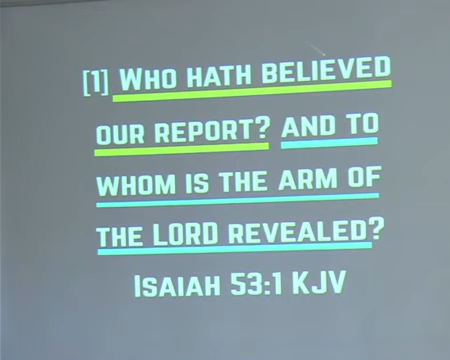 [1] Who hath believed
our report? and to
whom is the arm of
the LORD revealed?
Isaiah 53:1 KJV